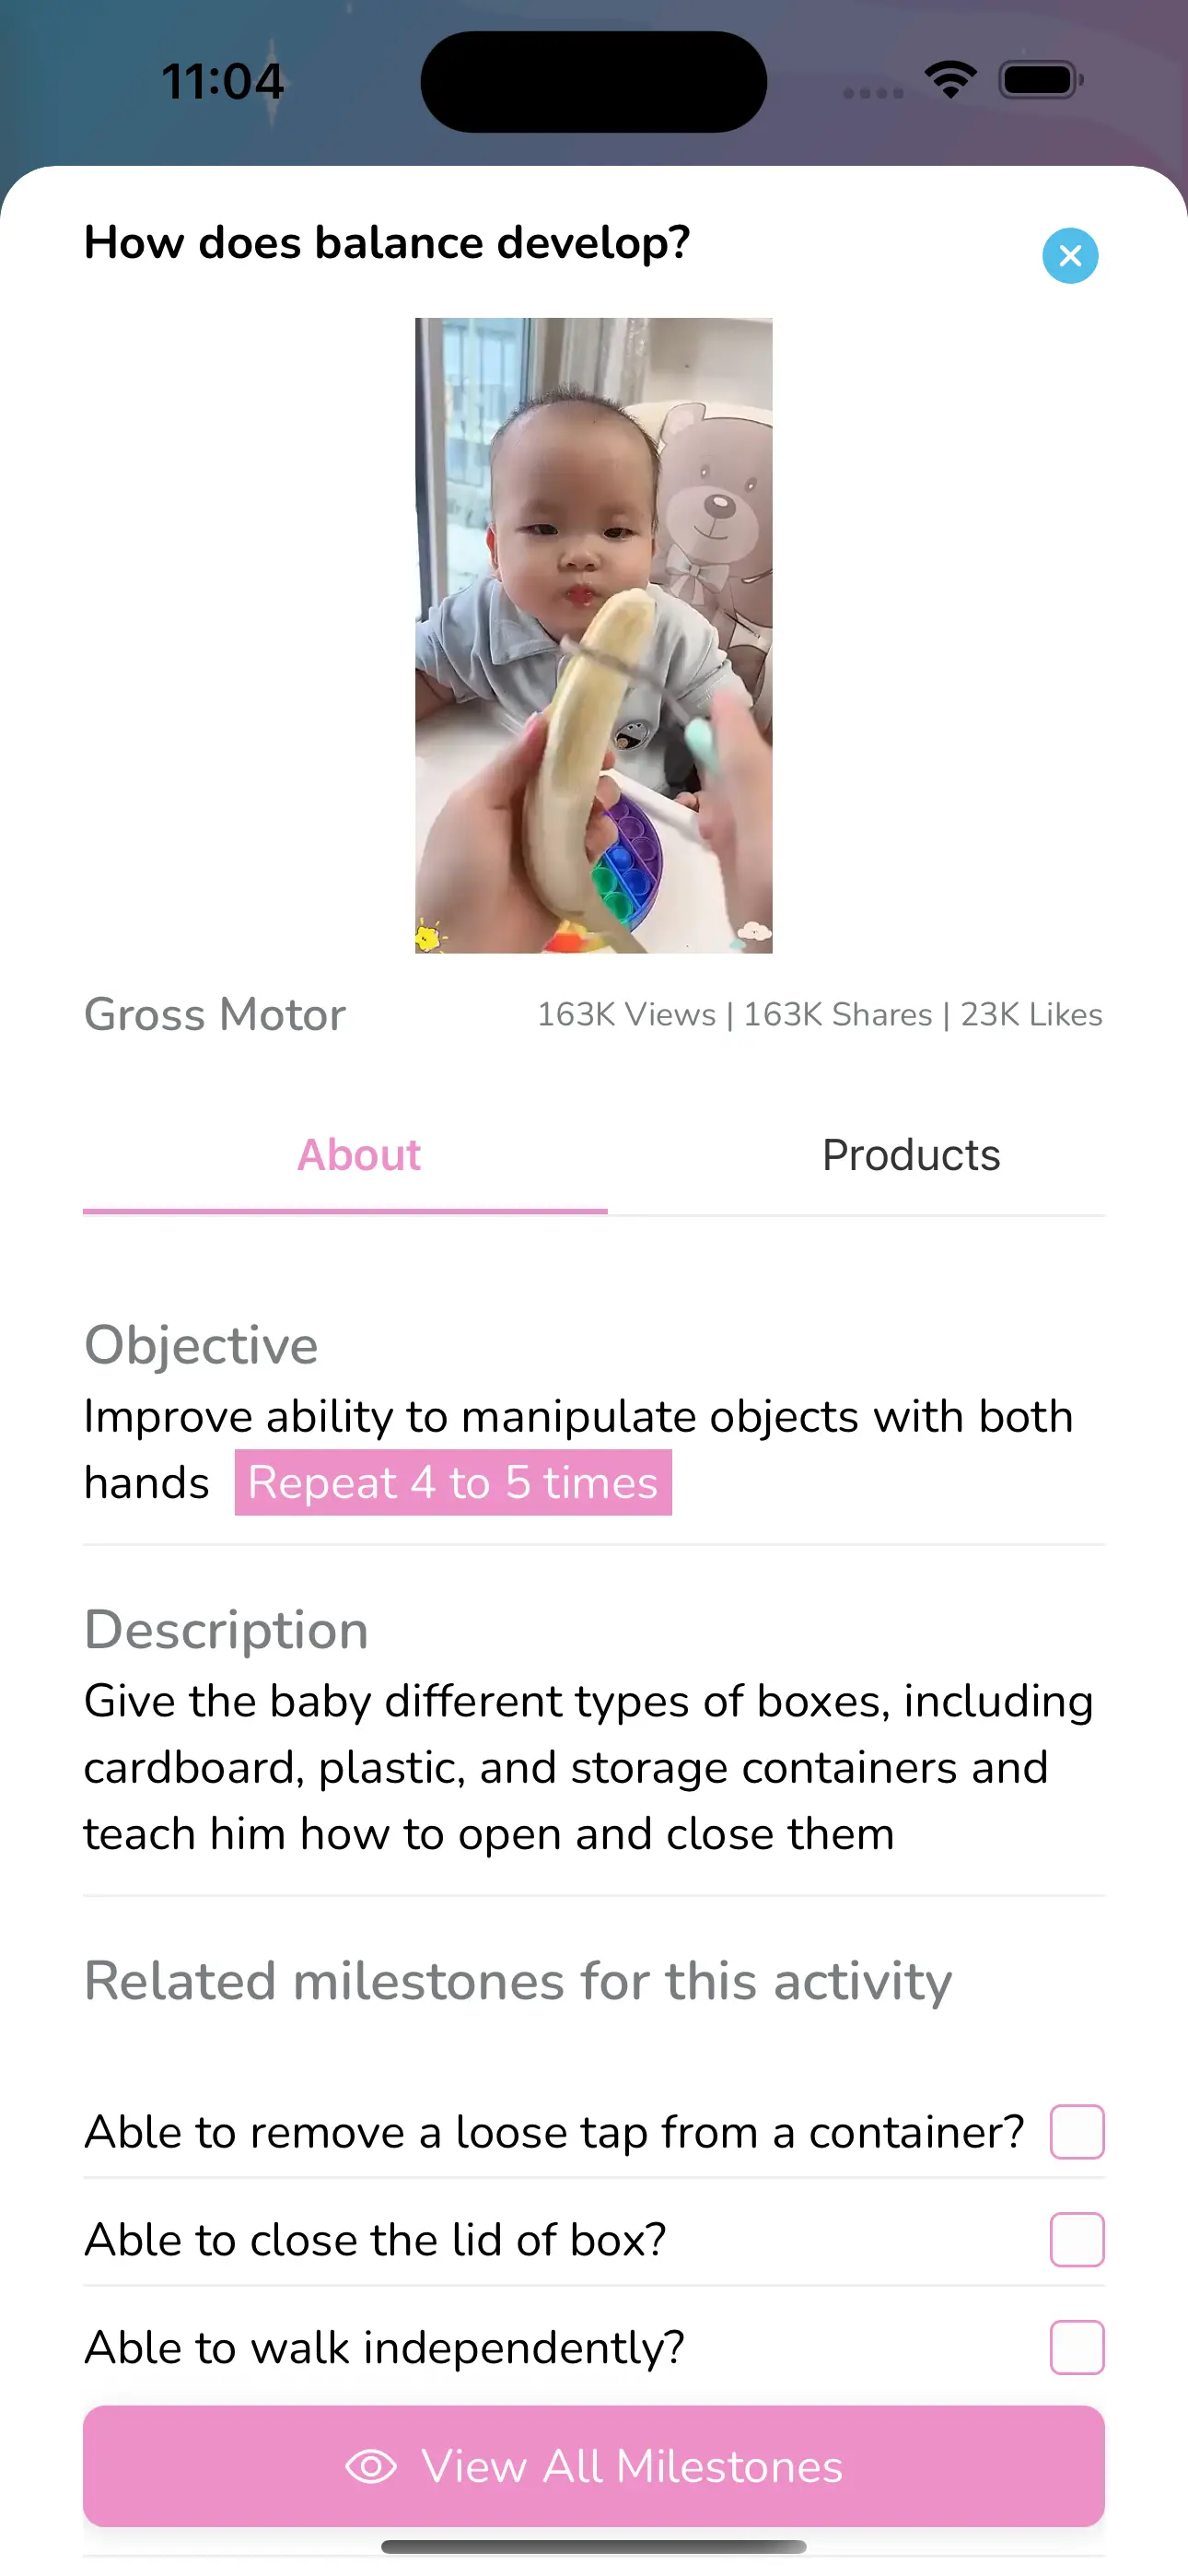 11:04
How does balance develop?
Gross Motor
163K Views | 163K Shares | 23K Likes
About
Products
Objective
Improve ability to manipulate objects with both
hands Repeat 4 to 5 times
Description
Give the baby different types of boxes, including
cardboard, plastic, and storage containers and
teach him how to open and close them
Related milestones for this activity
Able to remove a loose tap from a container?
Able to close the lid of box?
Able to walk independently?
View All Milestones